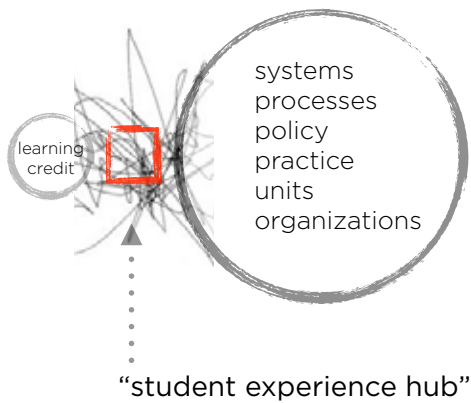 learning
credit
systems
processes
policy
practice
units
organizations
“student experience hub”